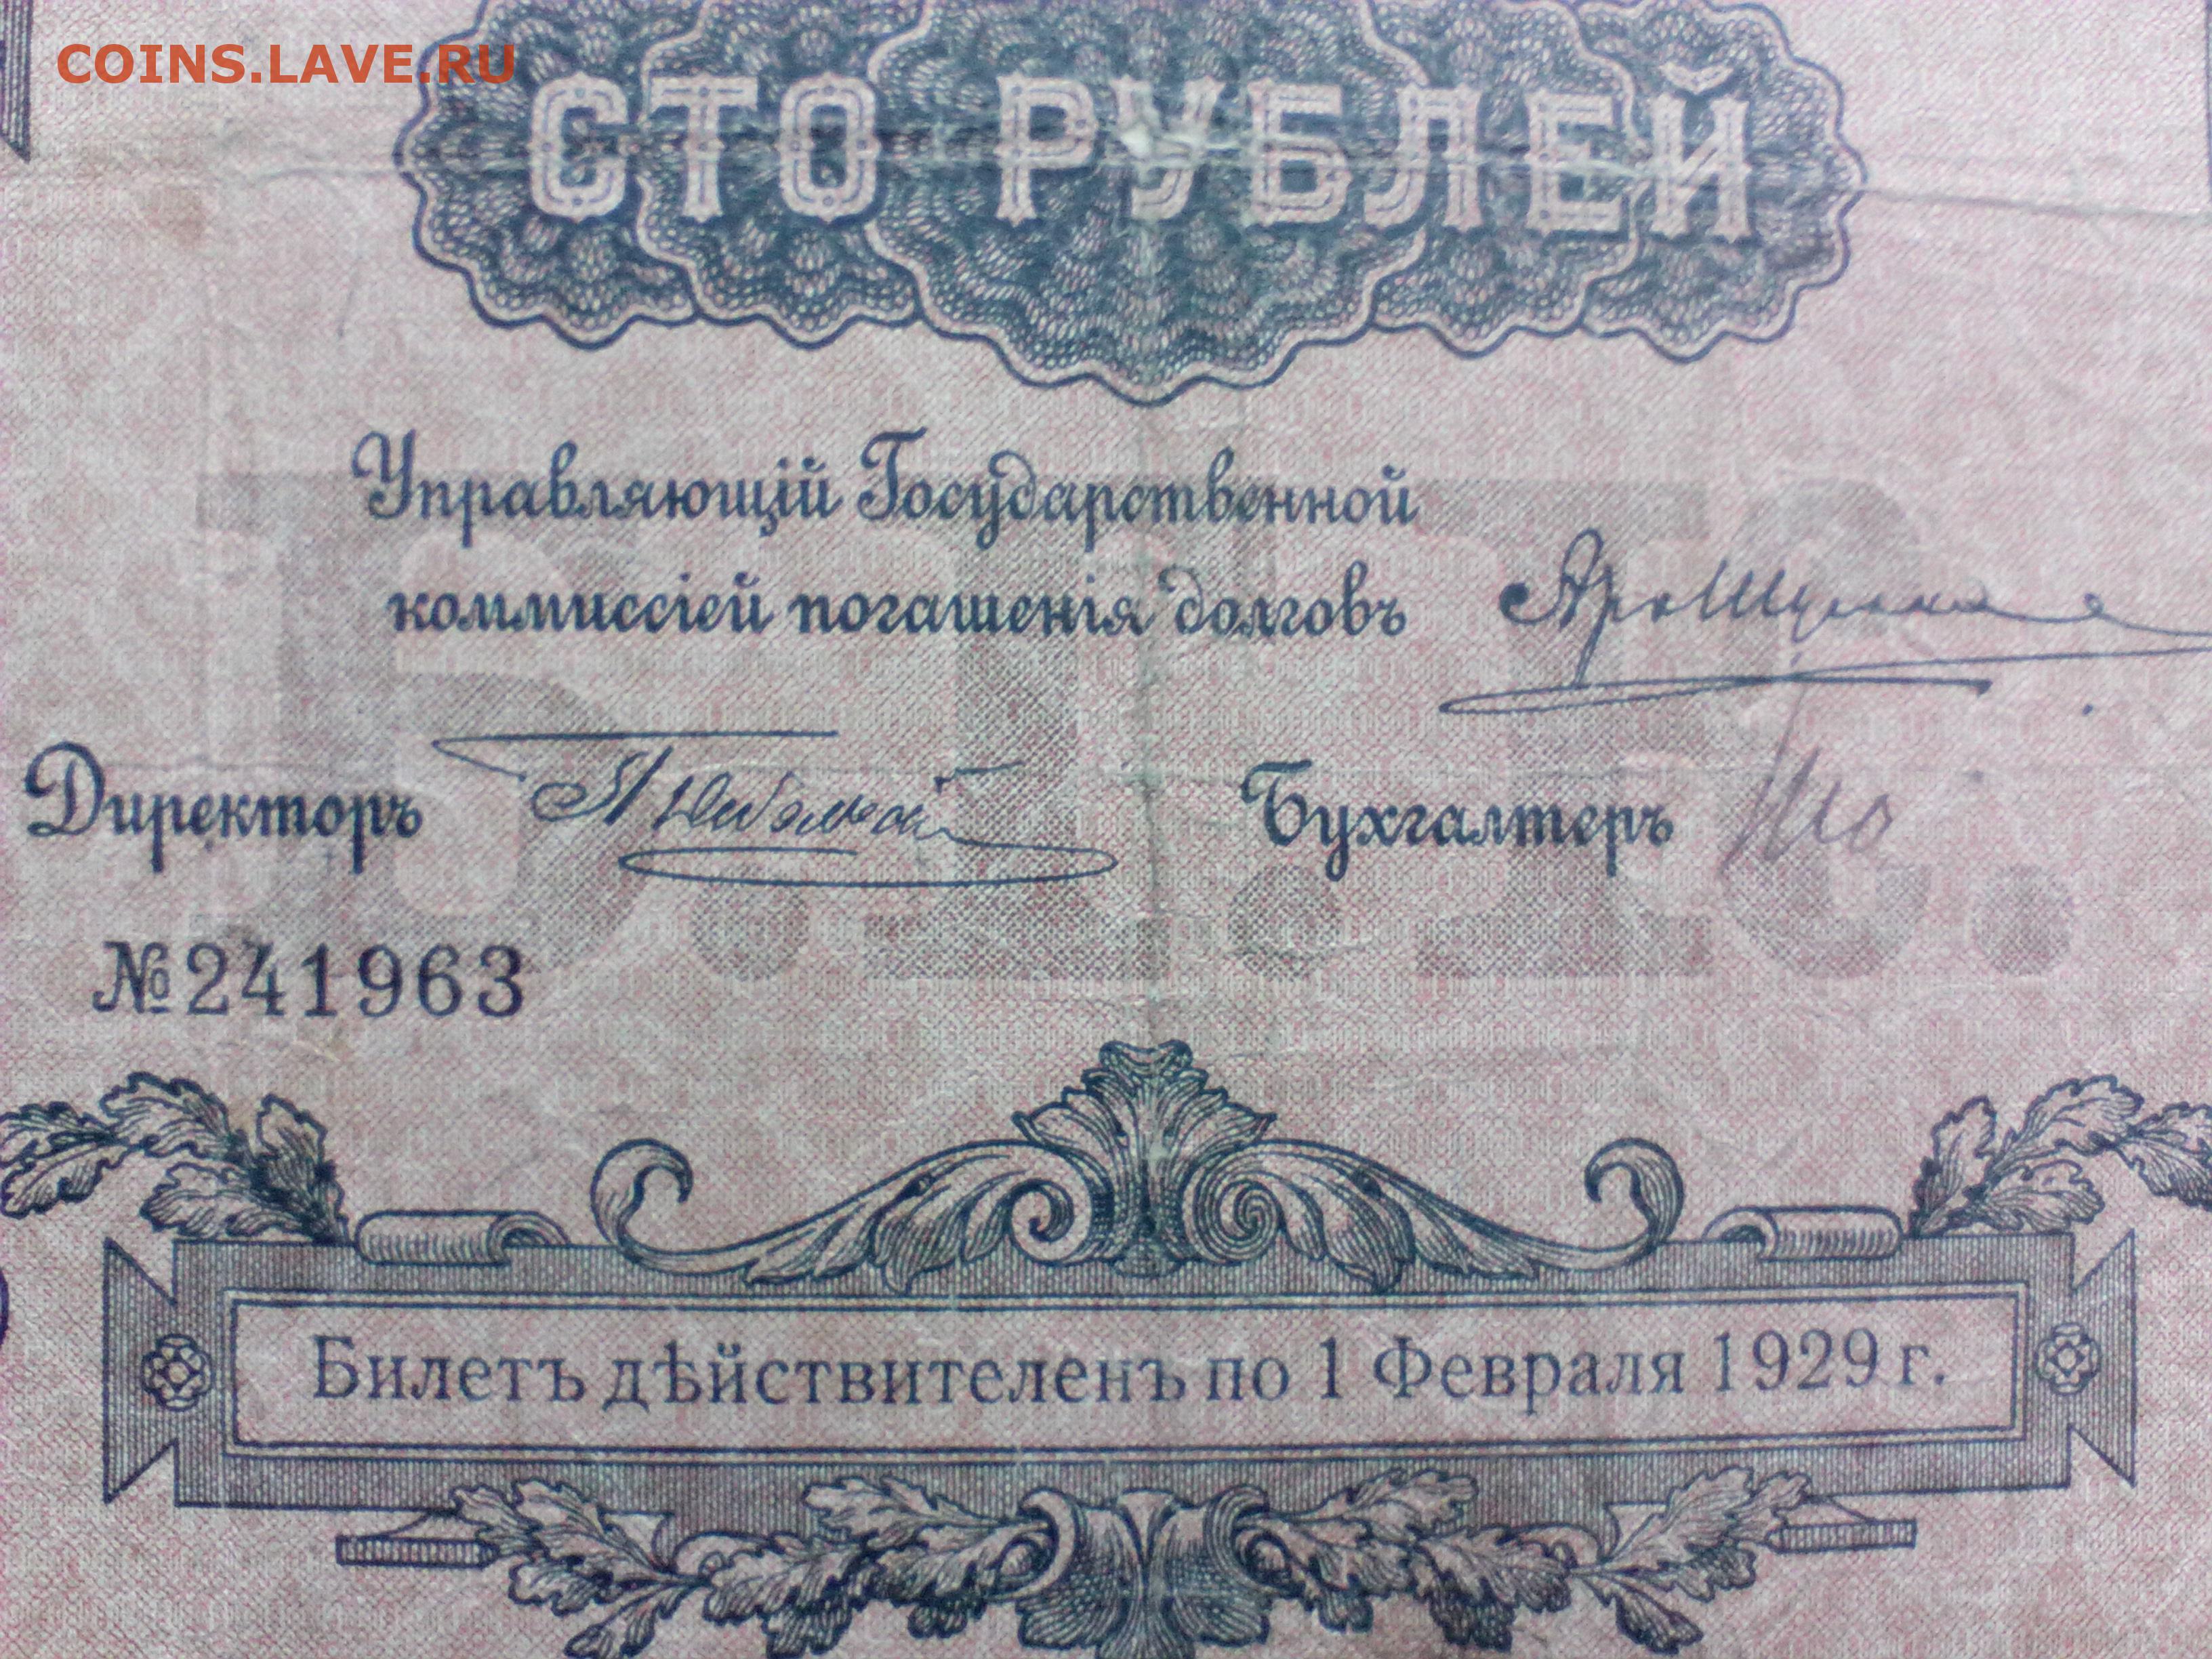 COINS.LAVE.RU
СТО РУБЛЕЙ
Управляющій Государственной
коммиссіей погашенія долговъ
Директоръ
Бухгалтеръ
№241963
Билетъ дѣйствителенъ по 1 Февраля 1929 г.